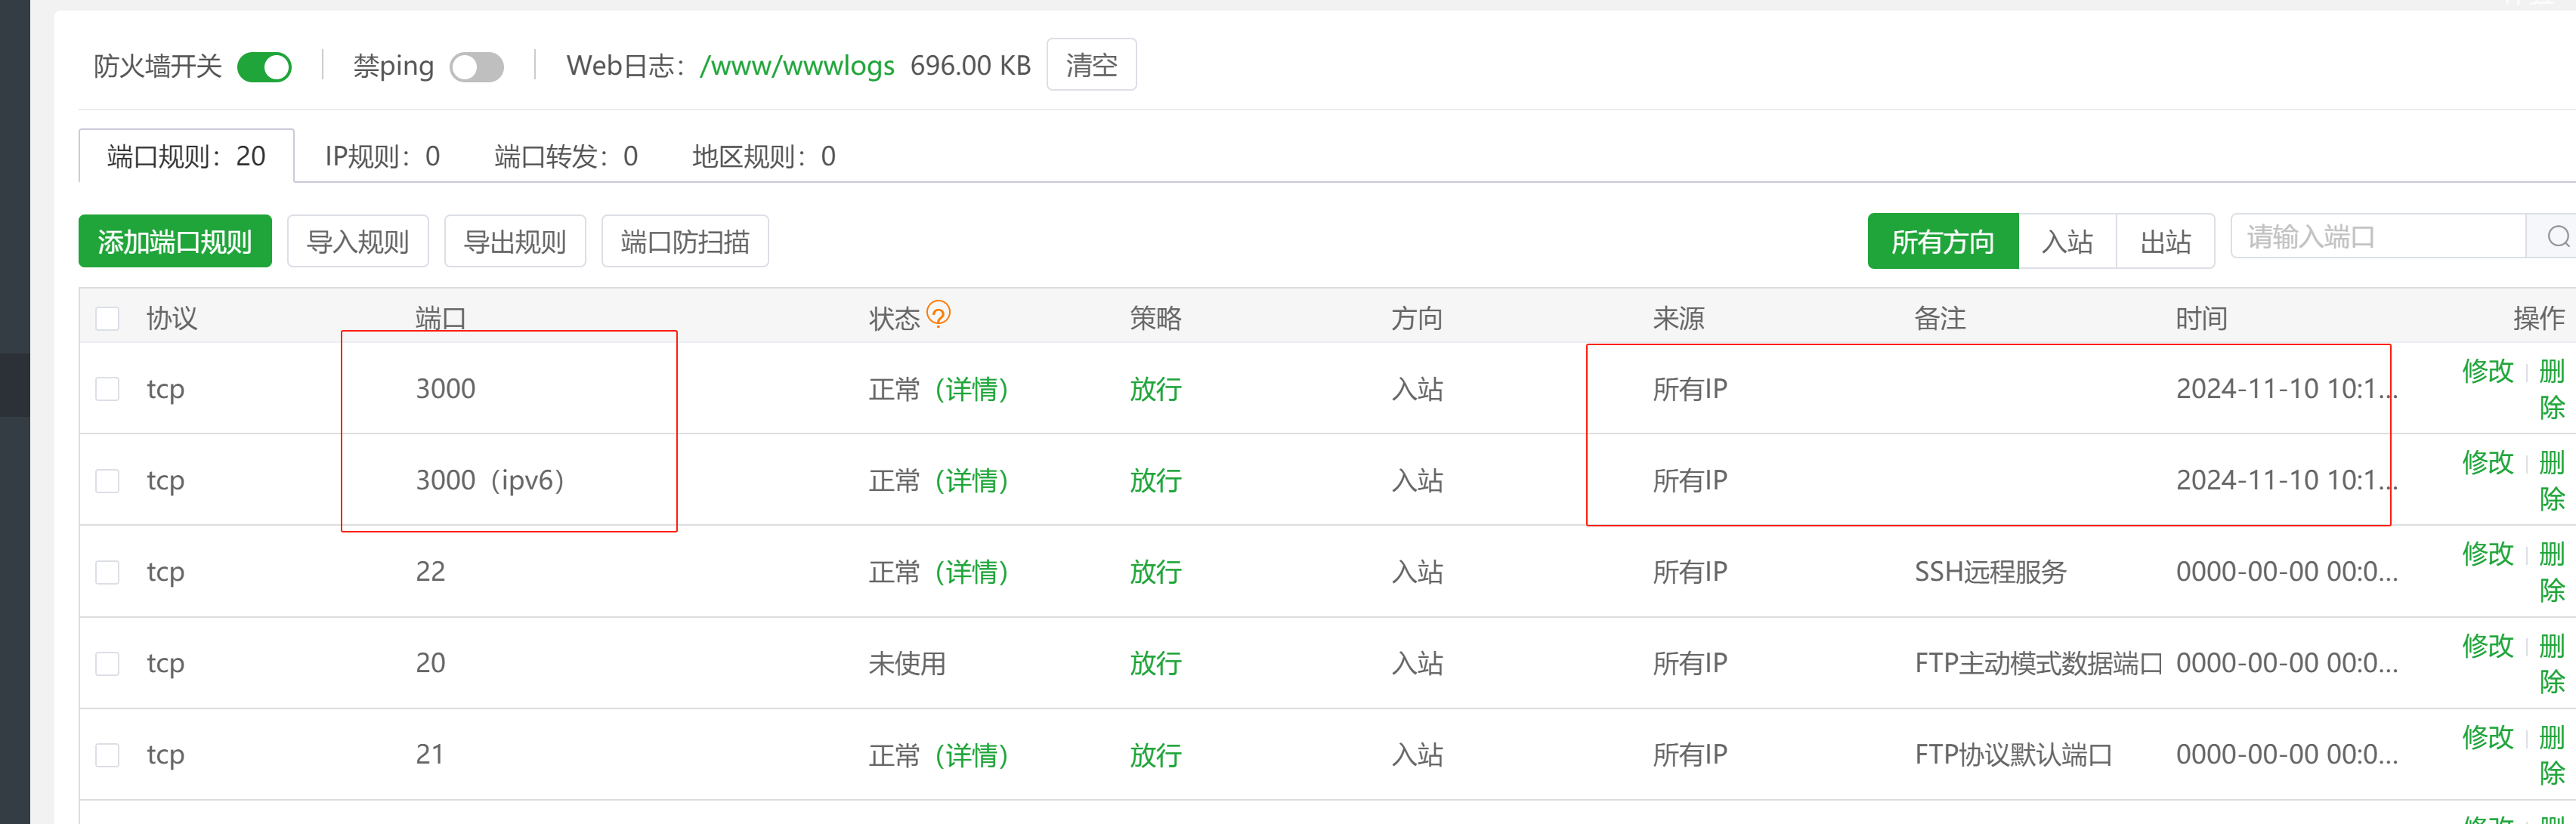 防火墙开关 禁ping Web日志：/www/wwwlogs 696.00 KB 清空
端口规则：20 IP规则：0 端口转发：0 地区规则：0
添加端口规则 导入规则 导出规则 端口防扫描 所有方向 入站 出站 请输入端口
协议 端口 状态 ? 策略 方向 来源 备注 时间 操作
tcp 3000 正常（详情） 放行 入站 所有IP 2024-11-10 10:1... 修改 删除
tcp 3000（ipv6） 正常（详情） 放行 入站 所有IP 2024-11-10 10:1... 修改 删除
tcp 22 正常（详情） 放行 入站 所有IP SSH远程服务 0000-00-00 00:0... 修改 删除
tcp 20 未使用 放行 入站 所有IP FTP主动模式数据端口 0000-00-00 00:0... 修改 删除
tcp 21 正常（详情） 放行 入站 所有IP FTP协议默认端口 0000-00-00 00:0... 修改 删除